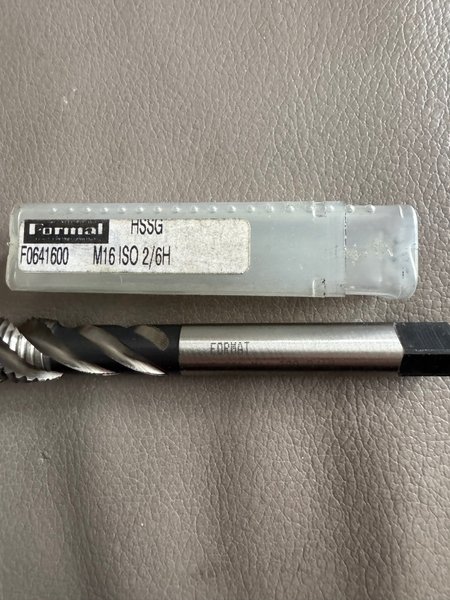 Format
HSSG
F0641600 M16 ISO 2/6H
FORMAT